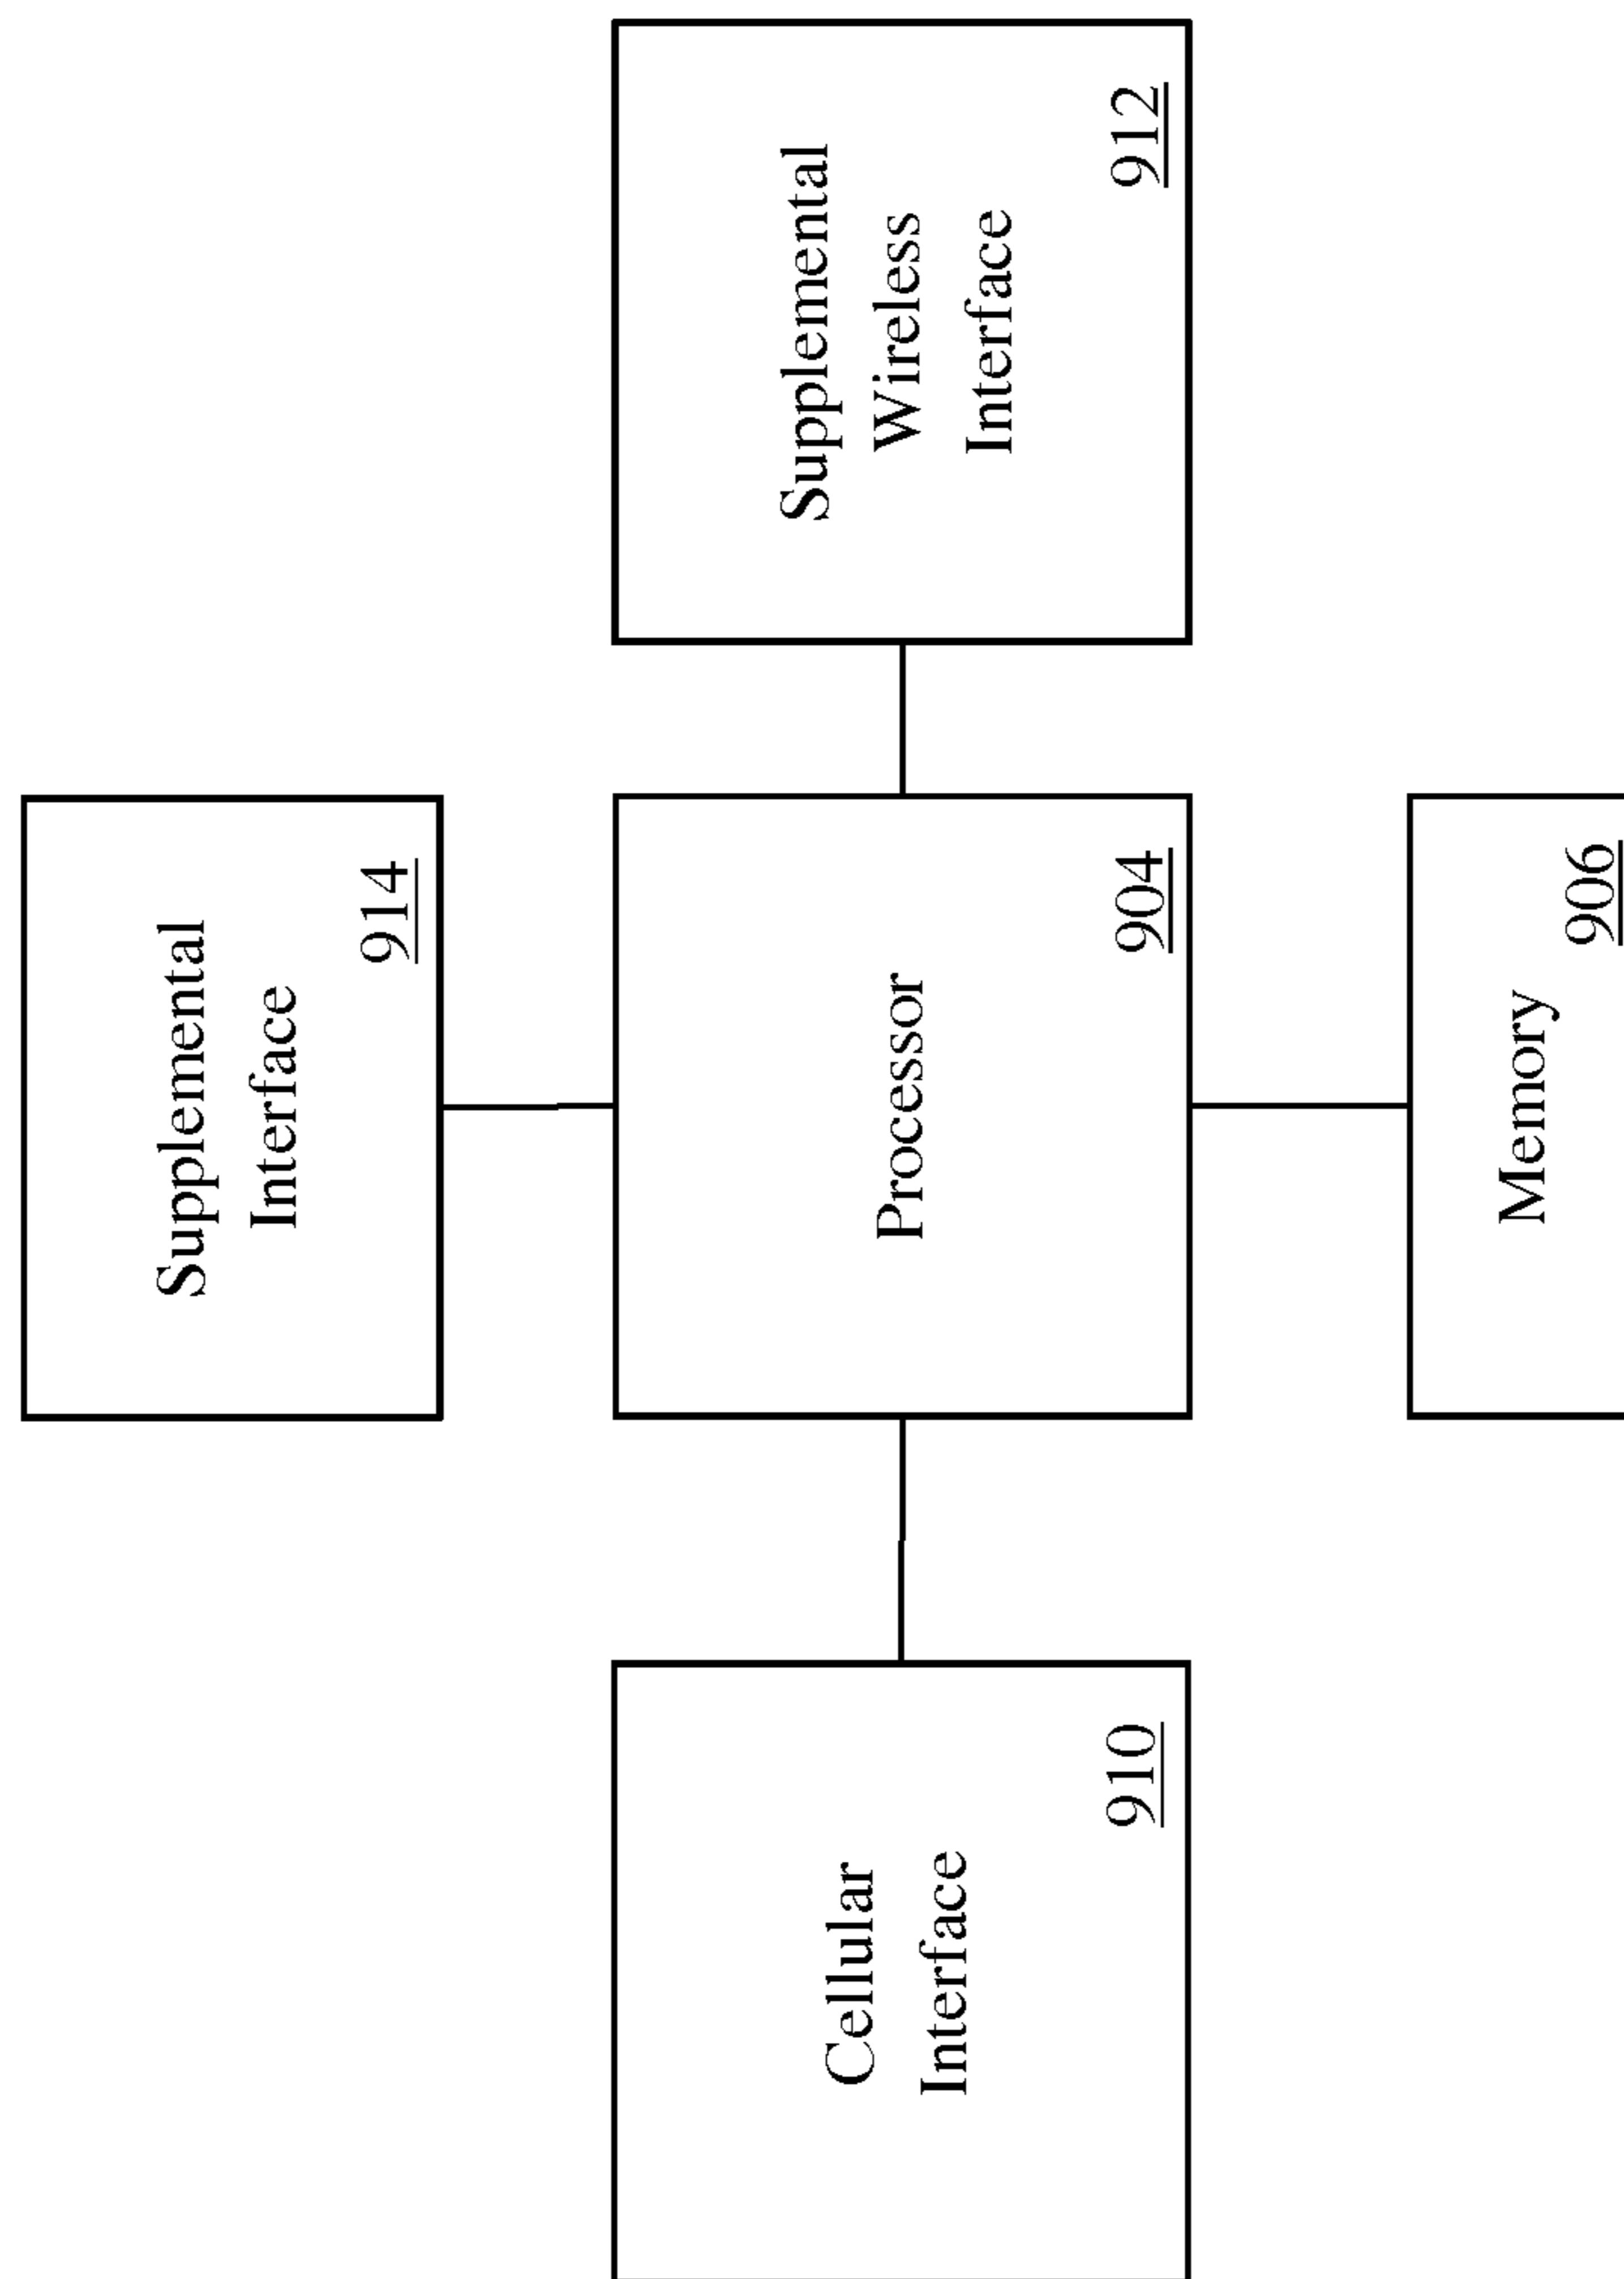 Supplemental
Interface
914
Cellular
Interface
910
Processor
904
Supplemental
Wireless
Interface
912
Memory
906